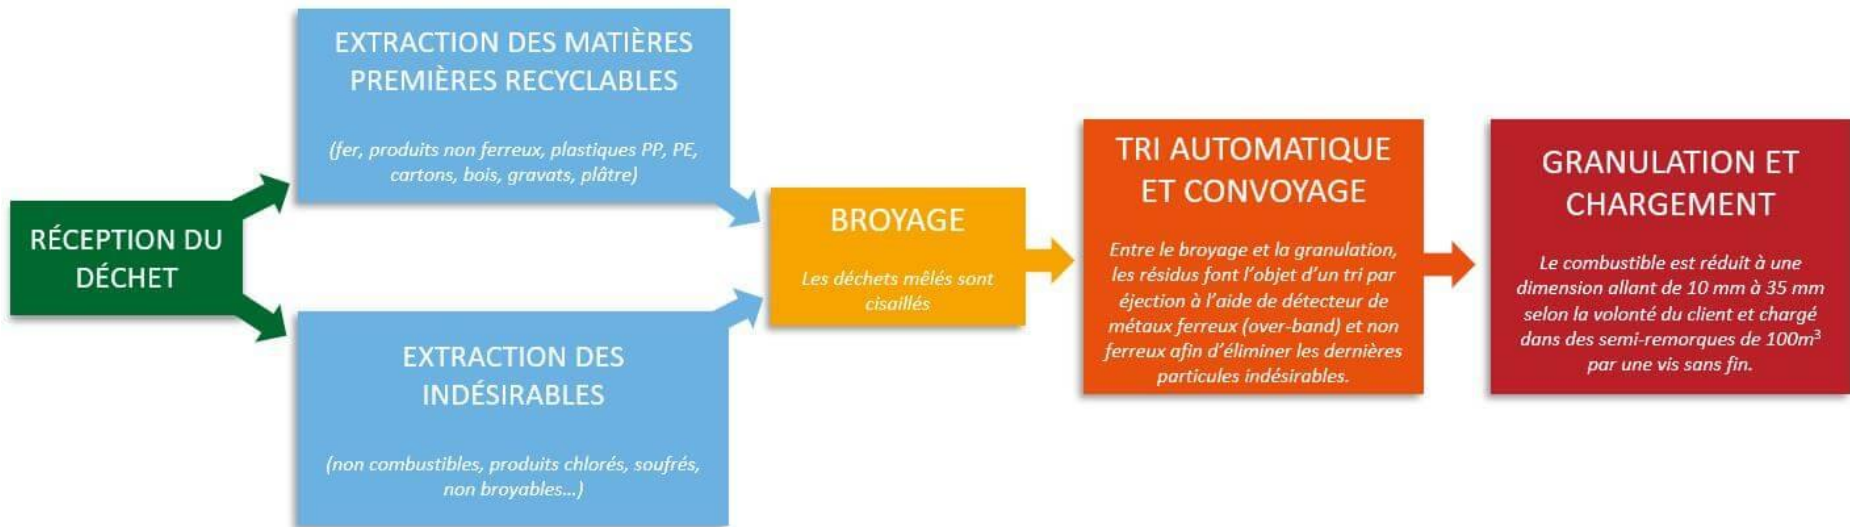 RÉCEPTION DU
DÉCHET
EXTRACTION DES MATIÈRES
PREMIÈRES RECYCLABLES
(fer, produits non ferreux, plastiques PP, PE,
cartons, bois, gravats, plâtre)
EXTRACTION DES
INDÉSIRABLES
(non combustibles, produits chlorés, soufrés,
non broyables...)
BROYAGE
Les déchets mêlés sont
cisaillés
TRI AUTOMATIQUE
ET CONVOYAGE
Entre le broyage et la granulation,
les résidus font l'objet d'un tri par
éjection à l'aide de détecteur de
métaux ferreux (over-band) et non
ferreux afin d'éliminer les dernières
particules indésirables.
GRANULATION ET
CHARGEMENT
Le combustible est réduit à une
dimension allant de 10 mm à 35 mm
selon la volonté du client et chargé
dans des semi-remorques de 100m³
par une vis sans fin.